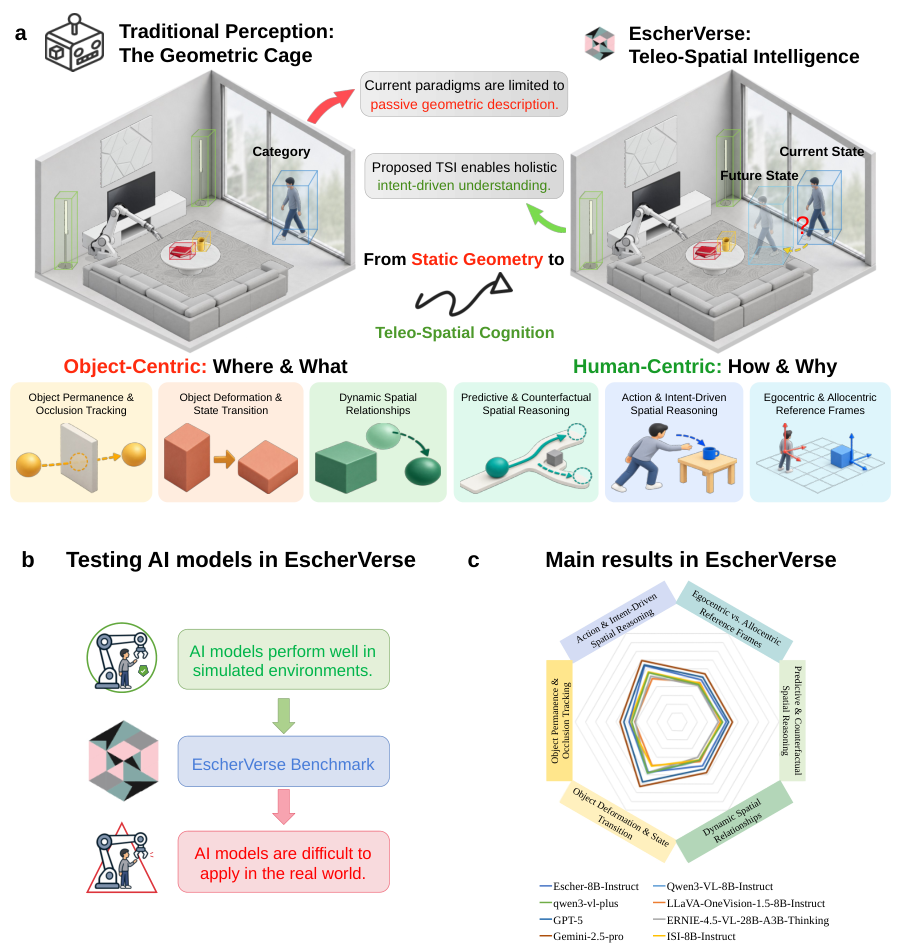 a
Traditional Perception:
The Geometric Cage
EscherVerse:
Teleo-Spatial Intelligence
Current paradigms are limited to
passive geometric description.
Category
Proposed TSI enables holistic
intent-driven understanding.
Current State
Future State
?
From Static Geometry to
Teleo-Spatial Cognition
Object-Centric: Where & What
Human-Centric: How & Why
Object Permanence &
Occlusion Tracking
Object Deformation &
State Transition
Dynamic Spatial
Relationships
Predictive & Counterfactual
Spatial Reasoning
Action & Intent-Driven
Spatial Reasoning
Egocentric & Allocentric
Reference Frames
b
Testing AI models in EscherVerse
AI models perform well in
simulated environments.
EscherVerse Benchmark
AI models are difficult to
apply in the real world.
c
Main results in EscherVerse
Action & Intent-Driven
Spatial Reasoning
Egocentric vs. Allocentric
Reference Frames
Object Permanence &
Occlusion Tracking
Predictive & Counterfactual
Spatial Reasoning
Object Deformation & State
Transition
Dynamic Spatial
Relationships
Escher-8B-Instruct
Qwen3-VL-8B-Instruct
qwen3-vl-plus
LLaVA-OneVision-1.5-8B-Instruct
GPT-5
ERNIE-4.5-VL-28B-A3B-Thinking
Gemini-2.5-pro
ISI-8B-Instruct